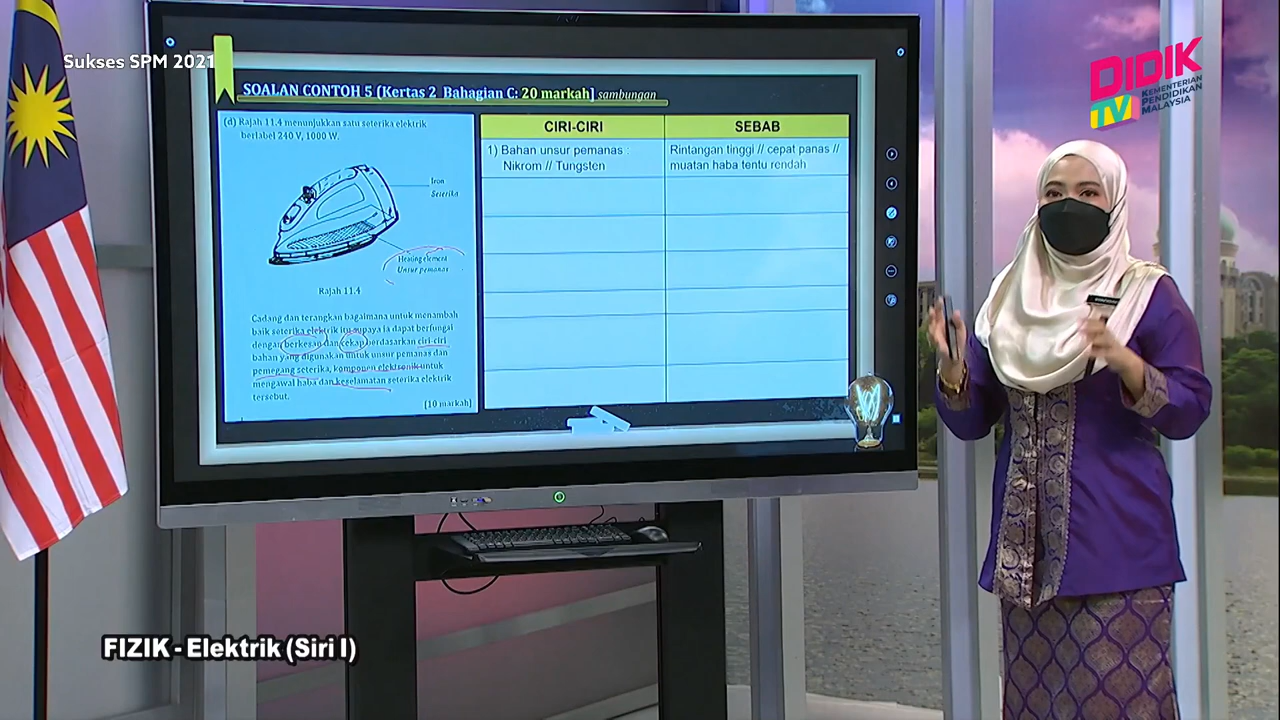 Sukses SPM 2021
DIDIK
TV
KEMENTERIAN
PENDIDIKAN
MALAYSIA
SOALAN CONTOH 5 (Kertas 2 Bahagian C: 20 markah] sambungan
(d) Rajah 11.4 menunjukkan satu seterika elektrik
berlabel 240 V, 1000 W.
Iron
Seterika
Heating element
Unsur pemanas
Rajah 11.4
Cadang dan terangkan bagaimana untuk menambah
baik seterika elektrik itu supaya ia dapat berfungsi
dengan berkesan dan cekap berdasarkan ciri-ciri
bahan yang digunakan untuk unsur pemanas dan
pemegang seterika, komponen elektronik untuk
mengawal haba dan keselamatan seterika elektrik
tersebut.
[10 markah]
CIRI-CIRI
SEBAB
1) Bahan unsur pemanas :
Nikrom // Tungsten
Rintangan tinggi // cepat panas //
muatan haba tentu rendah
FIZIK - Elektrik (Siri I)